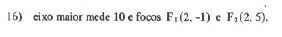 16) eixo maior mede 10 e focos F₁(2, -1) e F₂(2, 5).